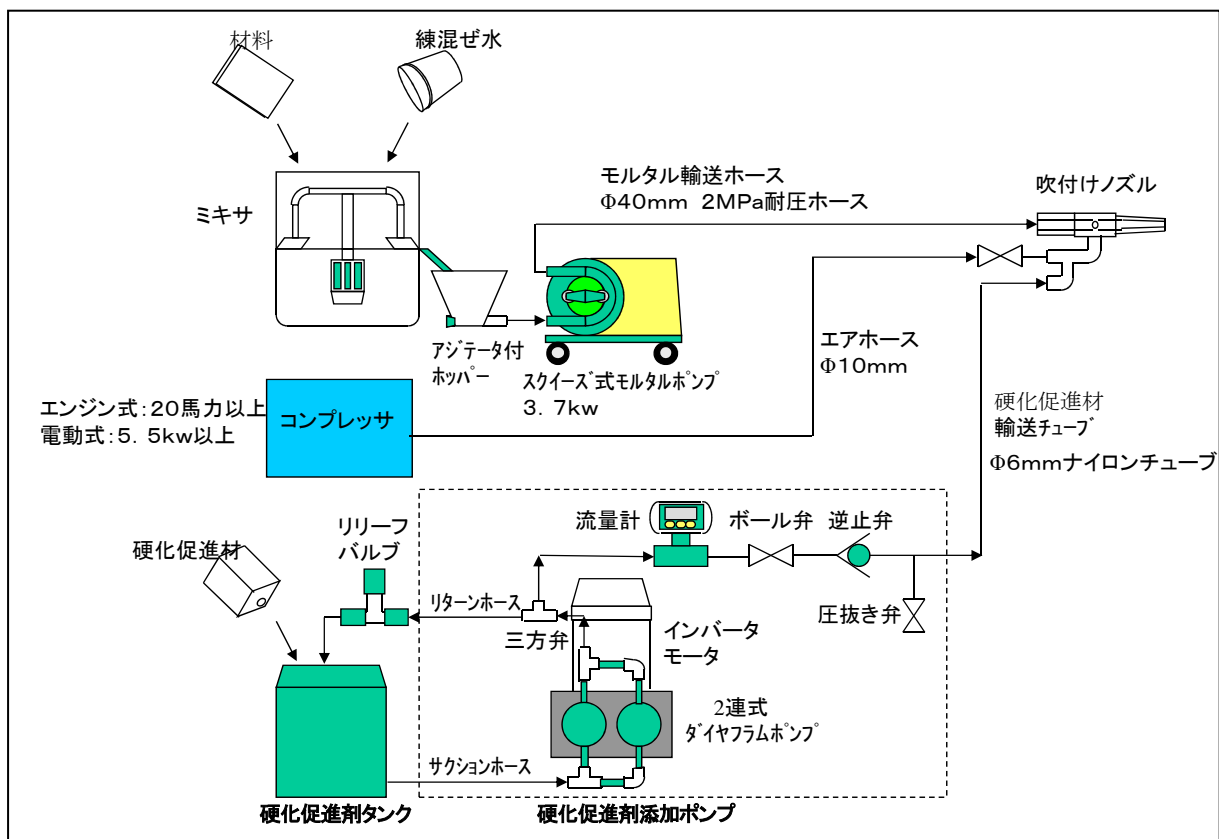 材料
練混ぜ水
モルタル輸送ホース
Φ40mm 2MPa耐圧ホース
吹付けノズル
ミキサ
アジテータ付
ホッパー
スクイーズ式モルタルポンプ
3.7kw
エアホース
Φ10mm
エンジン式:20馬力以上
電動式:5.5kw以上
コンプレッサ
硬化促進材
輸送チューブ
Φ6mmナイロンチューブ
硬化促進材
リリーフ
バルブ
流量計
ボール弁
逆止弁
リターンホース
三方弁
インバータ
モータ
圧抜き弁
2連式
ダイヤフラムポンプ
サクションホース
硬化促進剤タンク
硬化促進剤添加ポンプ